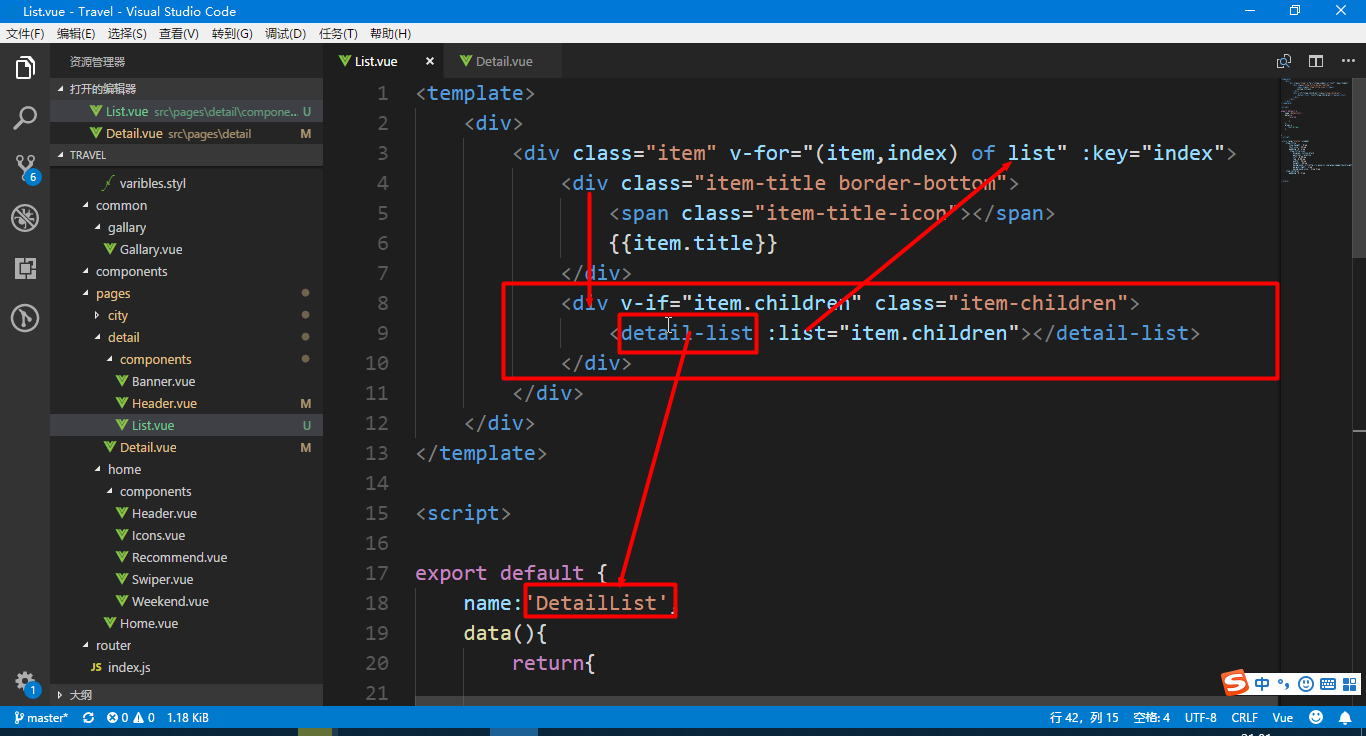 List.vue - Travel - Visual Studio Code
文件(F) 编辑(E) 选择(S) 查看(V) 转到(G) 调试(D) 任务(T) 帮助(H)
资源管理器
打开的编辑器
List.vue src\pages\detail\compone... U
Detail.vue src\pages\detail M
TRAVEL
varibles.styl
common
gallary
Gallary.vue
components
pages
city
detail
components
Banner.vue
Header.vue M
List.vue U
Detail.vue M
home
components
Header.vue
Icons.vue
Recommend.vue
Swiper.vue
Weekend.vue
Home.vue
router
JS index.js
大纲
6
1
List.vue × Detail.vue
1 <template>
2 <div>
3 <div class="item" v-for="(item,index) of list" :key="index">
4 <div class="item-title border-bottom">
5 <span class="item-title-icon"></span>
6 {{item.title}}
7 </div>
8 <div v-if="item.children" class="item-children">
9 <detail-list :list="item.children"></detail-list>
10 </div>
11 </div>
12 </div>
13 </template>
14
15 <script>
16
17 export default {
18 name:'DetailList',
19 data(){
20 return{
21
中
master* 0 0 1.18 KiB 行 42，列 15 空格: 4 UTF-8 CRLF Vue